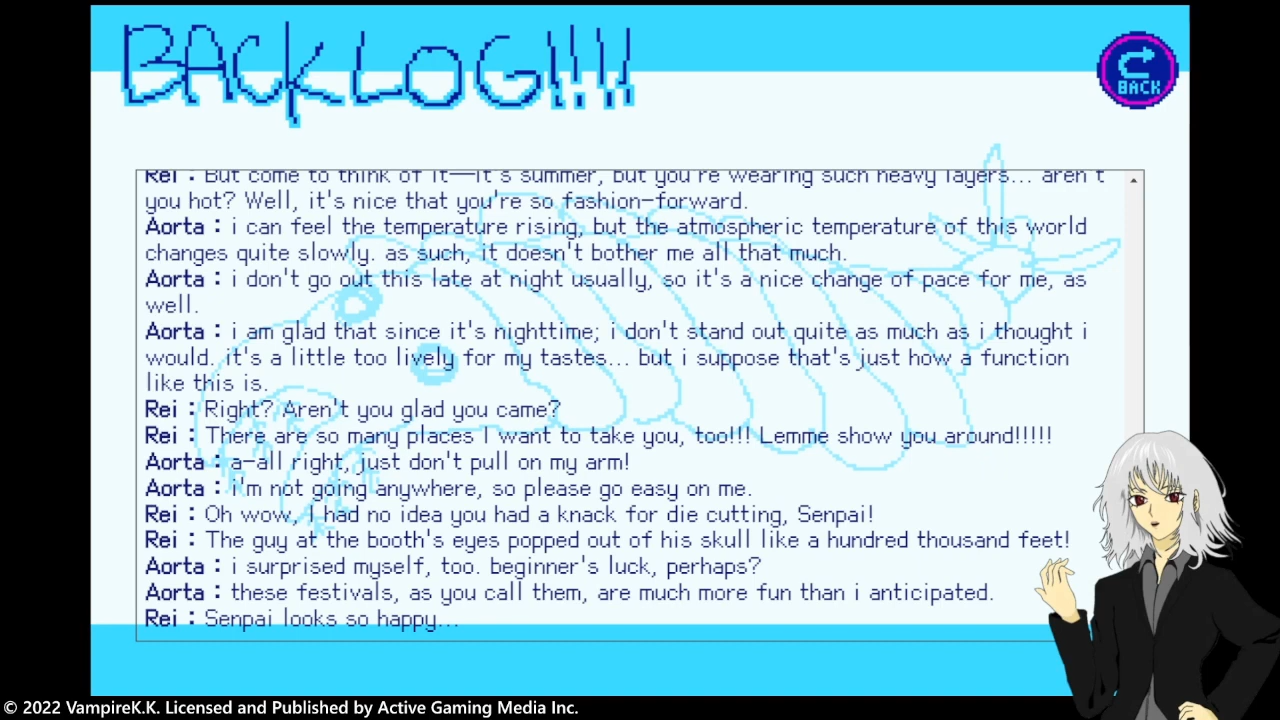 BACKLOG!!!!
BACK
Rei : But come to think of it—it's summer, but you're wearing such heavy layers... aren't
you hot? Well, it's nice that you're so fashion-forward.
Aorta : i can feel the temperature rising, but the atmospheric temperature of this world
changes quite slowly. as such, it doesn't bother me all that much.
Aorta : i don't go out this late at night usually, so it's a nice change of pace for me, as
well.
Aorta : i am glad that since it's nighttime; i don't stand out quite as much as i thought i
would. it's a little too lively for my tastes... but i suppose that's just how a function
like this is.
Rei : Right? Aren't you glad you came?
Rei : There are so many places I want to take you, too!!! Lemme show you around!!!!!
Aorta : a-all right, just don't pull on my arm!
Aorta : i'm not going anywhere, so please go easy on me.
Rei : Oh wow, I had no idea you had a knack for die cutting, Senpai!
Rei : The guy at the booth's eyes popped out of his skull like a hundred thousand feet!
Aorta : i surprised myself, too. beginner's luck, perhaps?
Aorta : these festivals, as you call them, are much more fun than i anticipated.
Rei : Senpai looks so happy...
© 2022 VampireK.K. Licensed and Published by Active Gaming Media Inc.